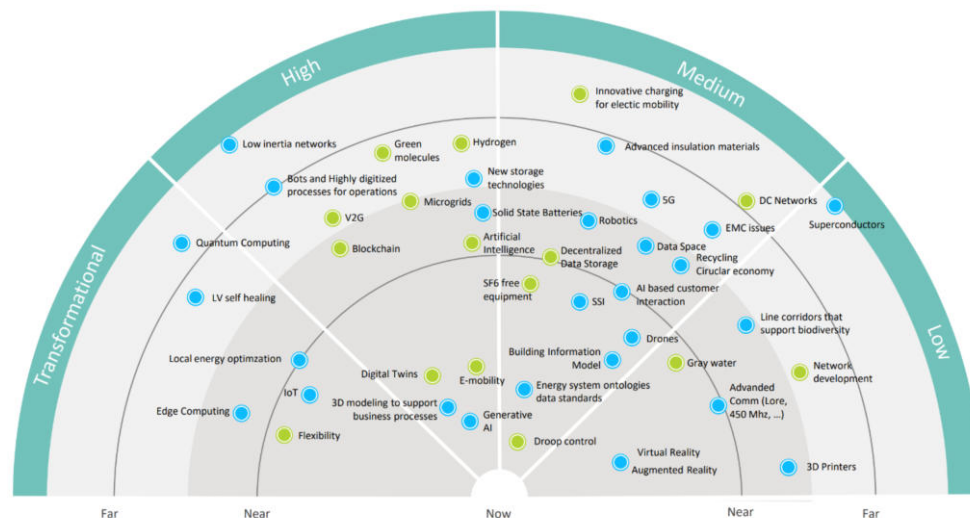 High
Medium
Transformational
Low
Innovative charging
for electic mobility
Low inertia networks
Green
molecules
Hydrogen
Advanced insulation materials
Bots and Highly digitized
processes for operations
New storage
technologies
V2G
Microgrids
Solid State Batteries
Robotics
5G
DC Networks
Superconductors
EMC issues
Quantum Computing
Blockchain
Artificial
Intelligence
Decentralized
Data Storage
Data Space
Recycling
Ciruclar economy
LV self healing
SF6 free
equipment
SSI
AI based customer
interaction
Line corridors that
support biodiversity
Local energy optimzation
Digital Twins
E-mobility
Building Information
Model
Drones
Gray water
Network
development
Edge Computing
IoT
3D modeling to support
business processes
Generative
AI
Energy system ontologies
data standards
Advanded
Comm (Lore,
450 Mhz, ...)
Flexibility
Droop control
Virtual Reality
Augmented Reality
3D Printers
Far
Near
Now
Near
Far